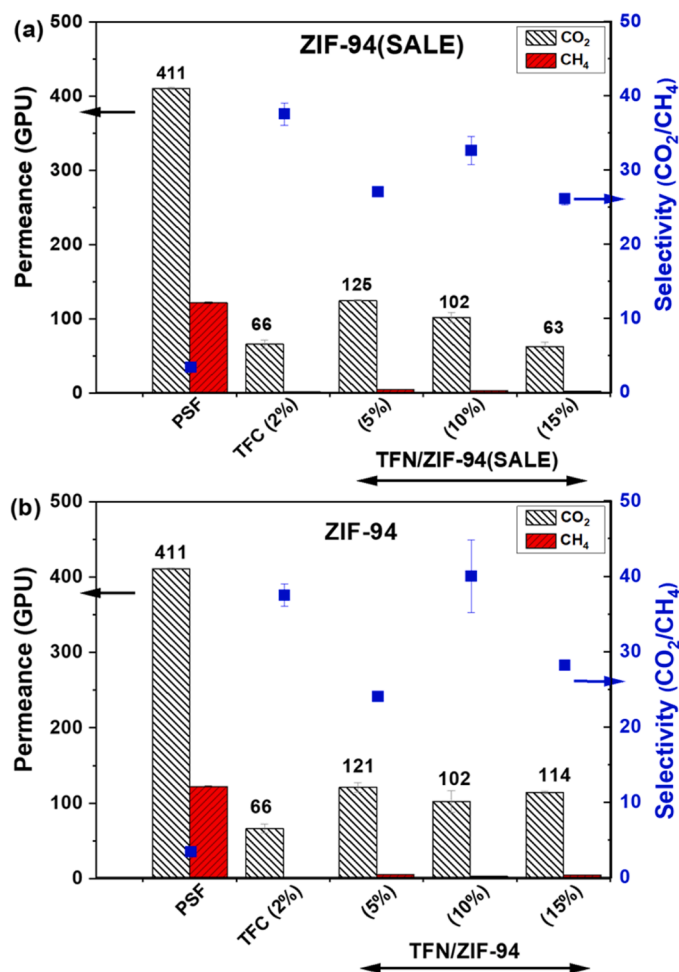 (a)
ZIF-94(SALE)
CO₂
CH₄
Permeance (GPU)
Selectivity (CO₂/CH₄)
500
400
300
200
100
0
50
40
30
20
10
0
411
66
125
102
63
PSF
TFC (2%)
(5%)
(10%)
(15%)
TFN/ZIF-94(SALE)
(b)
ZIF-94
CO₂
CH₄
Permeance (GPU)
Selectivity (CO₂/CH₄)
500
400
300
200
100
0
50
40
30
20
10
0
411
66
121
102
114
PSF
TFC (2%)
(5%)
(10%)
(15%)
TFN/ZIF-94